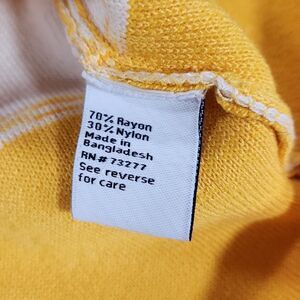 70% Rayon
30% Nylon
Made in
Bangladesh
RN# 73277
See reverse
for care